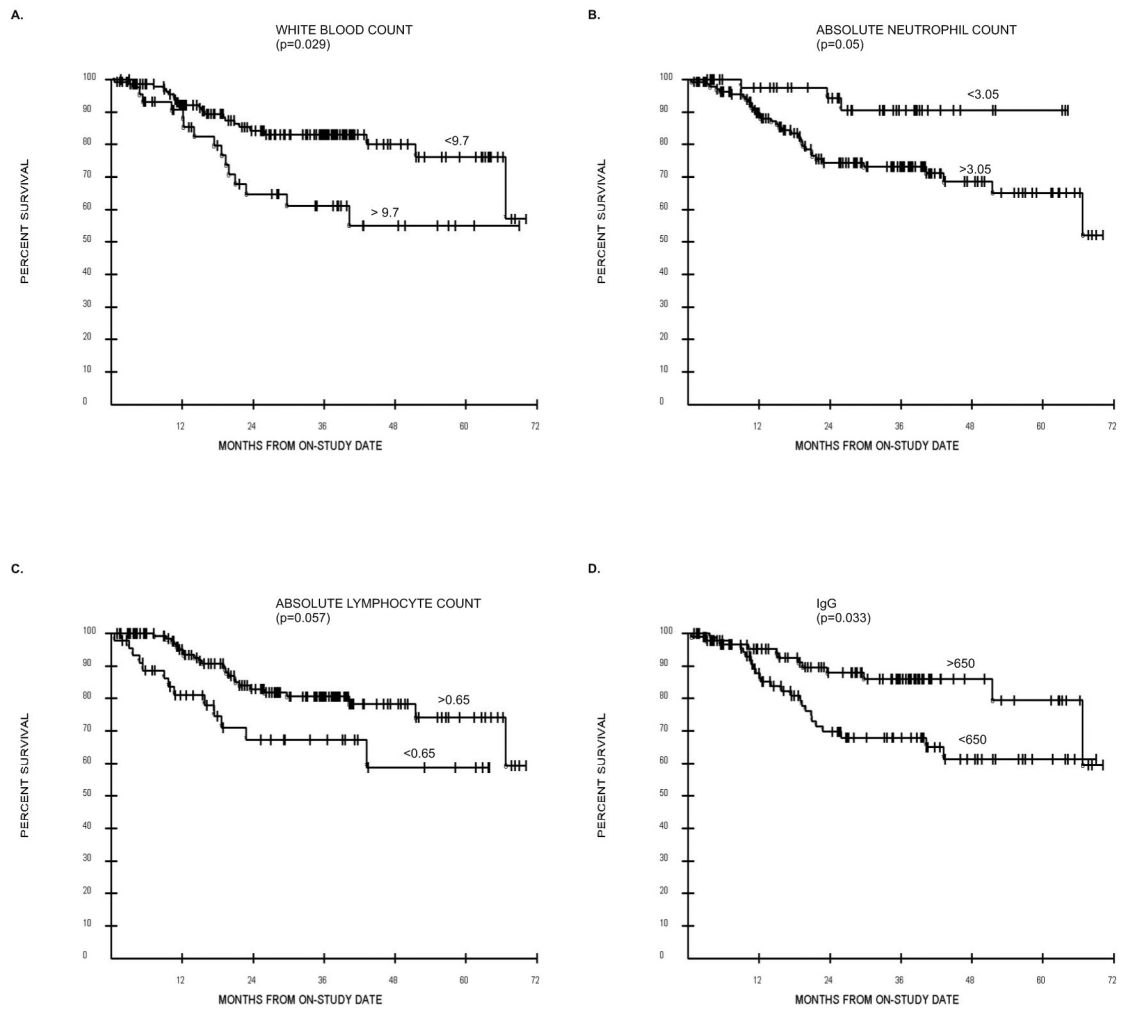 A.
WHITE BLOOD COUNT
(p=0.029)
100
90
80
70
60
50
40
30
20
10
0
PERCENT SURVIVAL
<9.7
> 9.7
12 24 36 48 60 72
MONTHS FROM ON-STUDY DATE
B.
ABSOLUTE NEUTROPHIL COUNT
(p=0.05)
100
90
80
70
60
50
40
30
20
10
0
PERCENT SURVIVAL
<3.05
>3.05
12 24 36 48 60 72
MONTHS FROM ON-STUDY DATE
C.
ABSOLUTE LYMPHOCYTE COUNT
(p=0.057)
100
90
80
70
60
50
40
30
20
10
0
PERCENT SURVIVAL
>0.65
<0.65
12 24 36 48 60 72
MONTHS FROM ON-STUDY DATE
D.
IgG
(p=0.033)
100
90
80
70
60
50
40
30
20
10
0
PERCENT SURVIVAL
>650
<650
12 24 36 48 60 72
MONTHS FROM ON-STUDY DATE